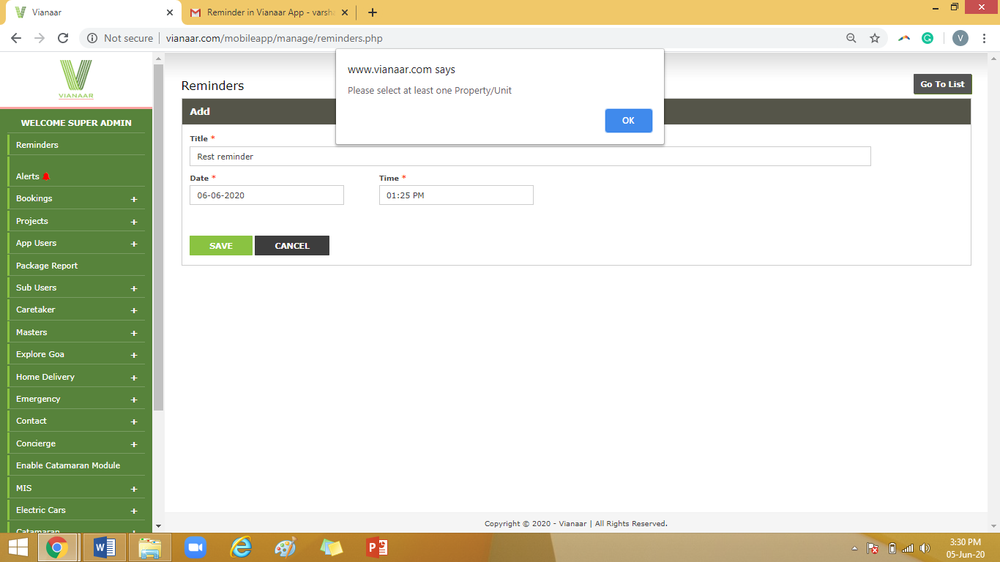 Vianaar
Reminder in Vianaar App - varsha
Not secure | vianaar.com/mobileapp/manage/reminders.php
V
VIANAAR
WELCOME SUPER ADMIN
Reminders
Alerts
Bookings +
Projects +
App Users +
Package Report
Sub Users +
Caretaker +
Masters +
Explore Goa +
Home Delivery +
Emergency +
Contact +
Concierge +
Enable Catamaran Module
MIS +
Electric Cars +
Catamaran +
www.vianaar.com says
Please select at least one Property/Unit
OK
Reminders
Go To List
Add
Title *
Rest reminder
Date * Time *
06-06-2020 01:25 PM
SAVE CANCEL
Copyright © 2020 - Vianaar | All Rights Reserved.
3:30 PM
05-Jun-20